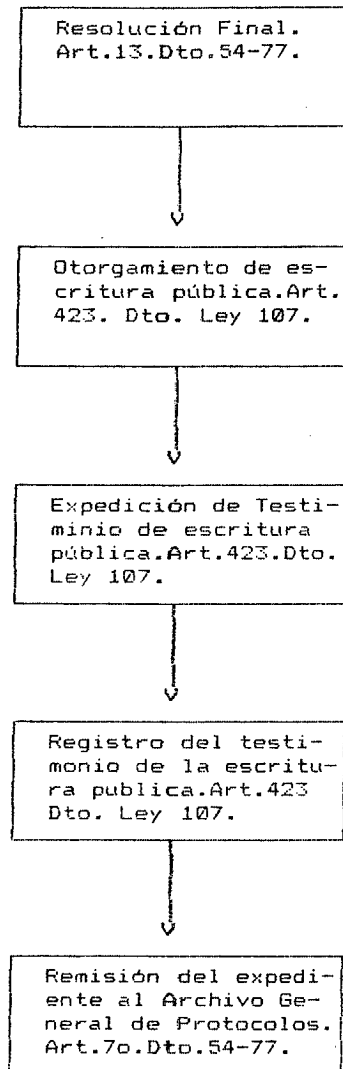 Resolución Final.
Art.13.Dto.54-77.
Otorgamiento de es-
critura pública.Art.
423. Dto. Ley 107.
Expedición de Testi-
minio de escritura
pública.Art.423.Dto.
Ley 107.
Registro del testi-
monio de la escritu-
ra publica.Art.423
Dto. Ley 107.
Remisión del expedi-
ente al Archivo Ge-
neral de Protocolos.
Art.7o.Dto.54-77.